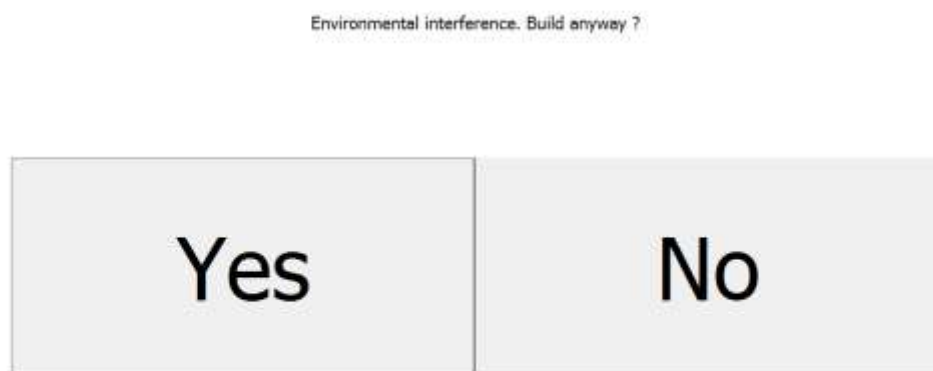 Environmental interference. Build anyway ?
Yes No